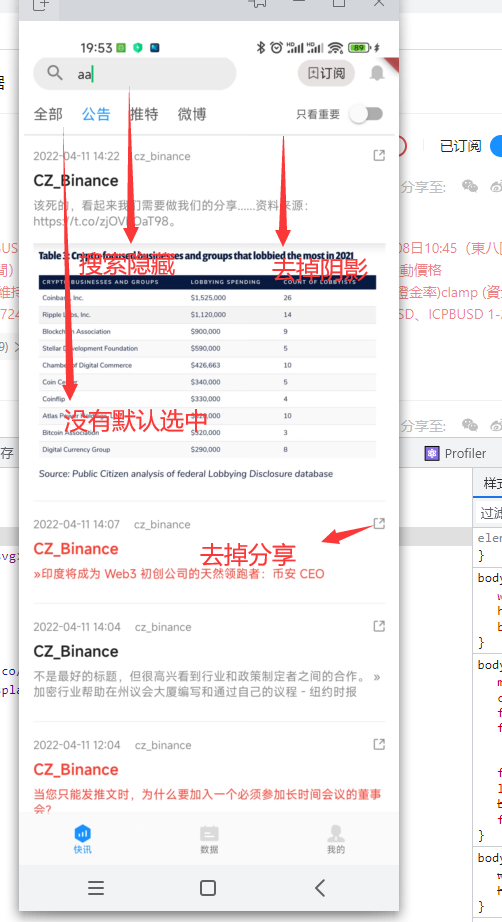 19:53
89
aa
订阅
全部 公告 推特 微博 只看重要
2022-04-11 14:22 cz_binance
CZ_Binance
该死的，看起来我们需要做我们的分享……资料来源：
Table 3: Crypto-focused businesses and groups that lobbied the most in 2021
搜索隐藏
去掉阴影
CRYPTO BUSINESSES AND GROUPS LOBBYING SPENDING COUNT OF LOBBYISTS
Coinbase, Inc. $1,525,000 26
Ripple Labs, Inc. $1,120,000 14
Blockchain Association $900,000 9
Stellar Development Foundation $590,000 5
Chamber of Digital Commerce $426,663 10
Coin Center $340,000 5
Coinflip $330,000 4
Atlas Power Holdings, LLC 10
没有默认选中
Bitcoin Association $320,000 3
Digital Currency Group $290,000 8
Source: Public Citizen analysis of federal Lobbying Disclosure database
2022-04-11 14:07 cz_binance
CZ_Binance
去掉分享
»印度将成为 Web3 初创公司的天然领跑者：币安 CEO
2022-04-11 14:04 cz_binance
CZ_Binance
不是最好的标题，但很高兴看到行业和政策制定者之间的合作。 »
加密行业帮助在州议会大厦编写和通过自己的议程 - 纽约时报
2022-04-11 12:04 cz_binance
CZ_Binance
当您只能发推文时，为什么要加入一个必须参加长时间会议的董事
会？
快讯 数据 我的
已订阅
分享至:
08日10:45（東八
動價格
證金率)clamp (資
SD、ICPBUSD 1-
分享至:
Profiler
样式
过滤
}
body
}
body
}
body
}